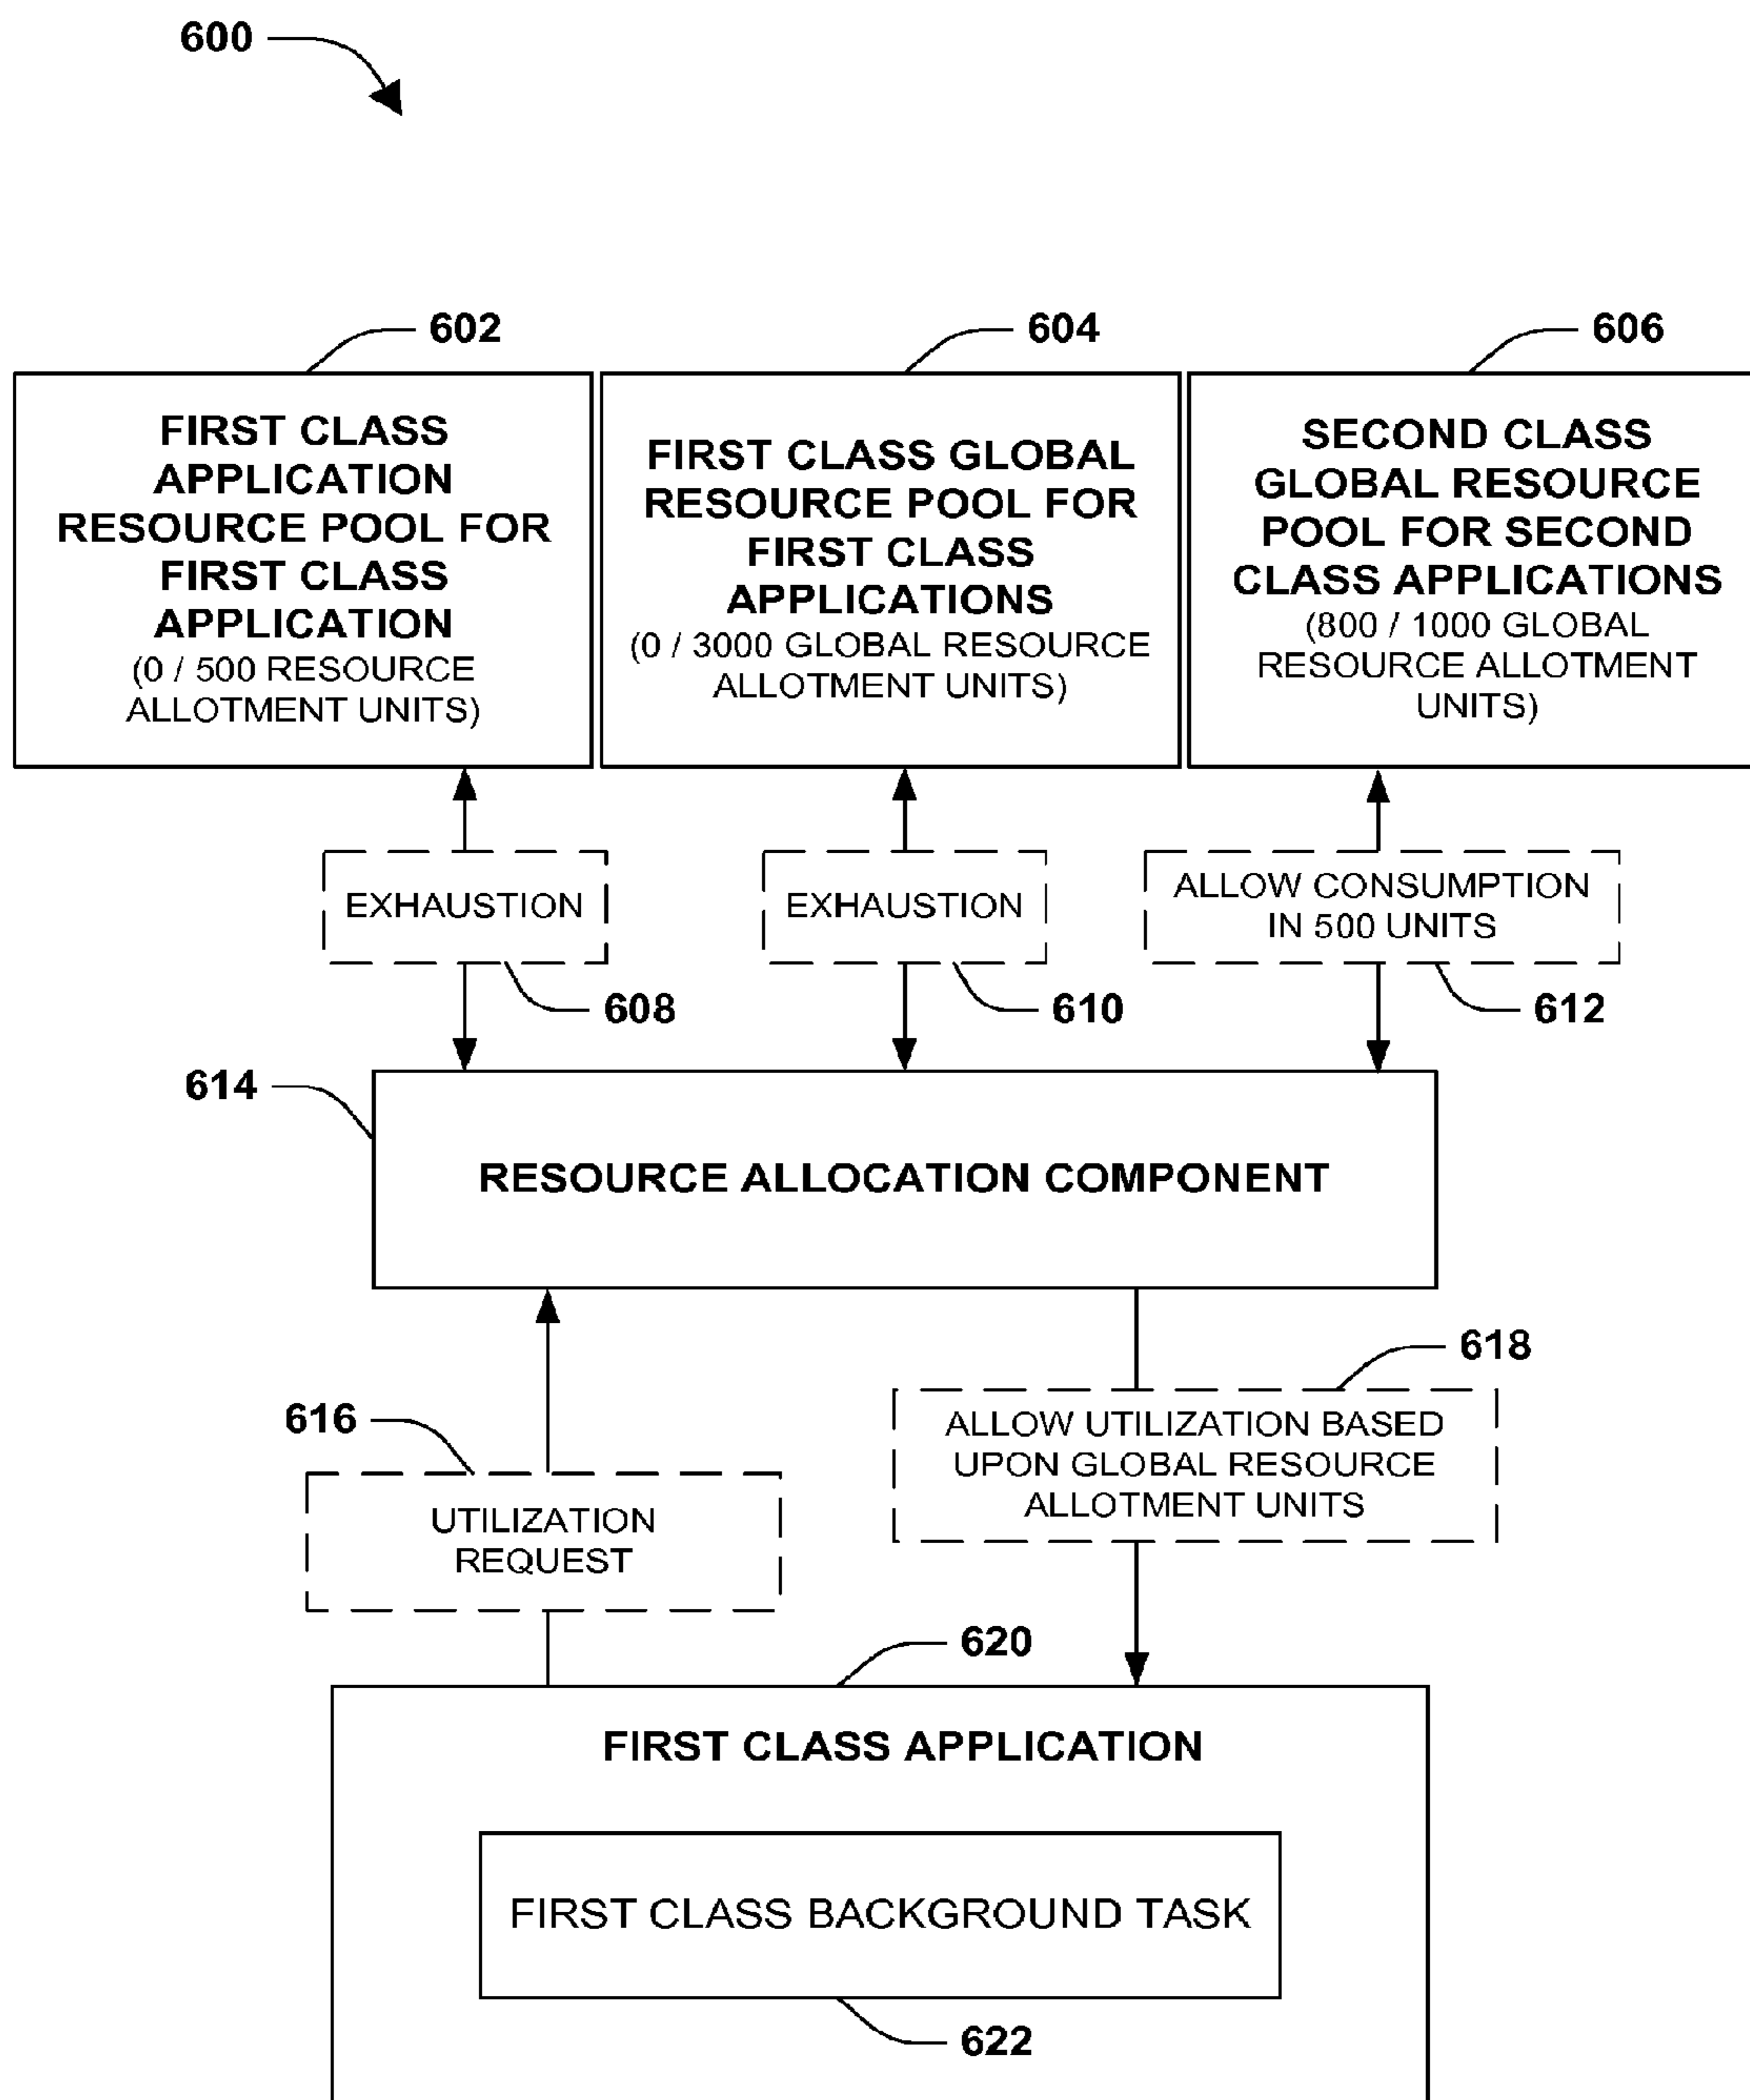 600
602
604
606
FIRST CLASS
APPLICATION
RESOURCE POOL FOR
FIRST CLASS
APPLICATION
(0 / 500 RESOURCE
ALLOTMENT UNITS)
FIRST CLASS GLOBAL
RESOURCE POOL FOR
FIRST CLASS
APPLICATIONS
(0 / 3000 GLOBAL RESOURCE
ALLOTMENT UNITS)
SECOND CLASS
GLOBAL RESOURCE
POOL FOR SECOND
CLASS APPLICATIONS
(800 / 1000 GLOBAL
RESOURCE ALLOTMENT
UNITS)
EXHAUSTION
EXHAUSTION
ALLOW CONSUMPTION
IN 500 UNITS
608
610
612
614
RESOURCE ALLOCATION COMPONENT
618
616
ALLOW UTILIZATION BASED
UPON GLOBAL RESOURCE
ALLOTMENT UNITS
UTILIZATION
REQUEST
620
FIRST CLASS APPLICATION
FIRST CLASS BACKGROUND TASK
622